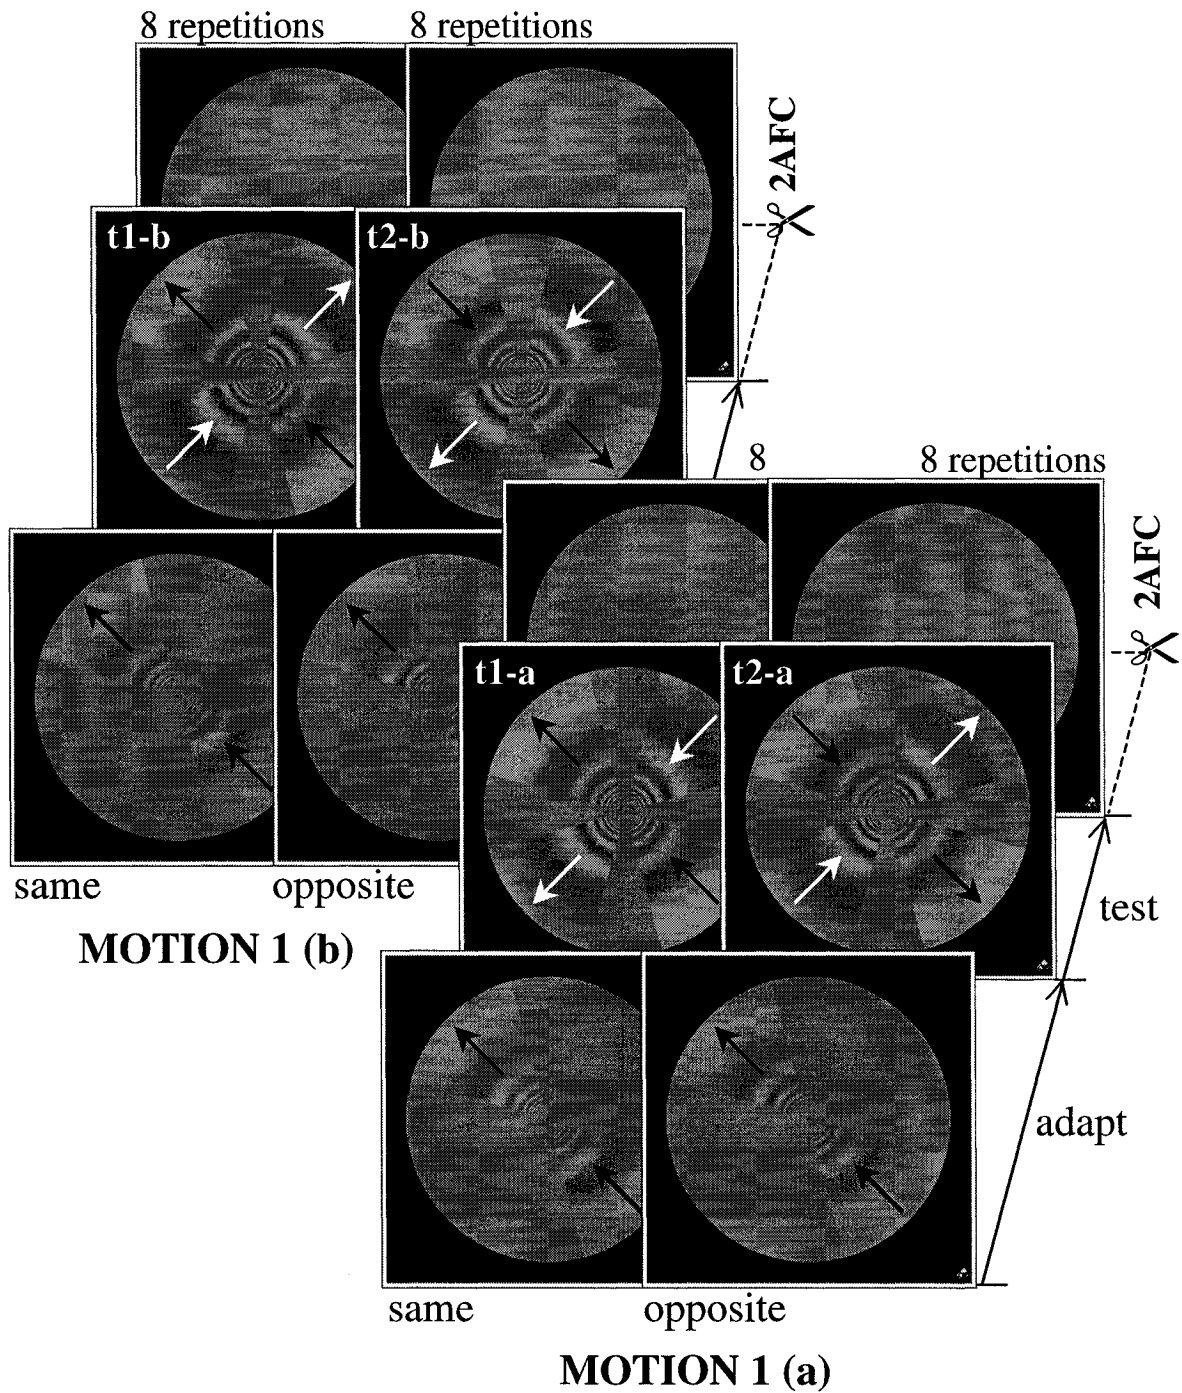 8 repetitions
8 repetitions
2AFC
t1-b
t2-b
8
8 repetitions
2AFC
t1-a
t2-a
same
opposite
test
MOTION 1 (b)
adapt
same
opposite
MOTION 1 (a)